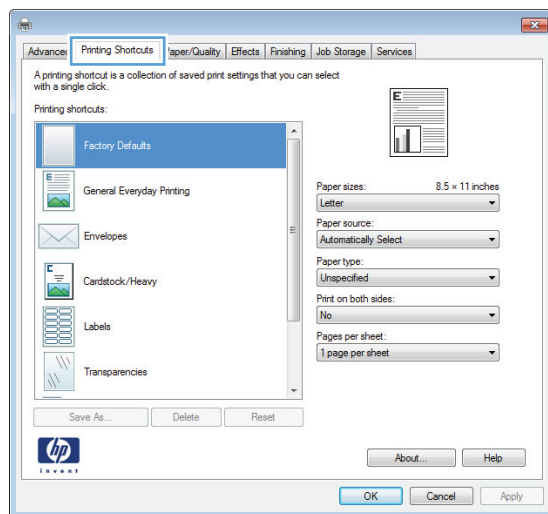 Advanced Printing Shortcuts Paper/Quality Effects Finishing Job Storage Services
A printing shortcut is a collection of saved print settings that you can select
with a single click.
Printing shortcuts:
Factory Defaults
General Everyday Printing
Envelopes
Cardstock/Heavy
Labels
Transparencies
Save As... Delete Reset
E
Paper sizes: 8.5 × 11 inches
Letter
Paper source:
Automatically Select
Paper type:
Unspecified
Print on both sides:
No
Pages per sheet:
1 page per sheet
hp
invent
About... Help
OK Cancel Apply